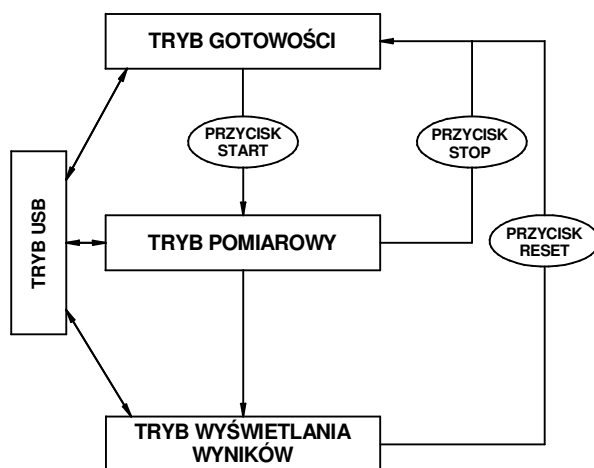 TRYB GOTOWOŚCI
PRZYCISK
START
PRZYCISK
STOP
TRYB USB
TRYB POMIAROWY
PRZYCISK
RESET
TRYB WYŚWIETLANIA
WYNIKÓW